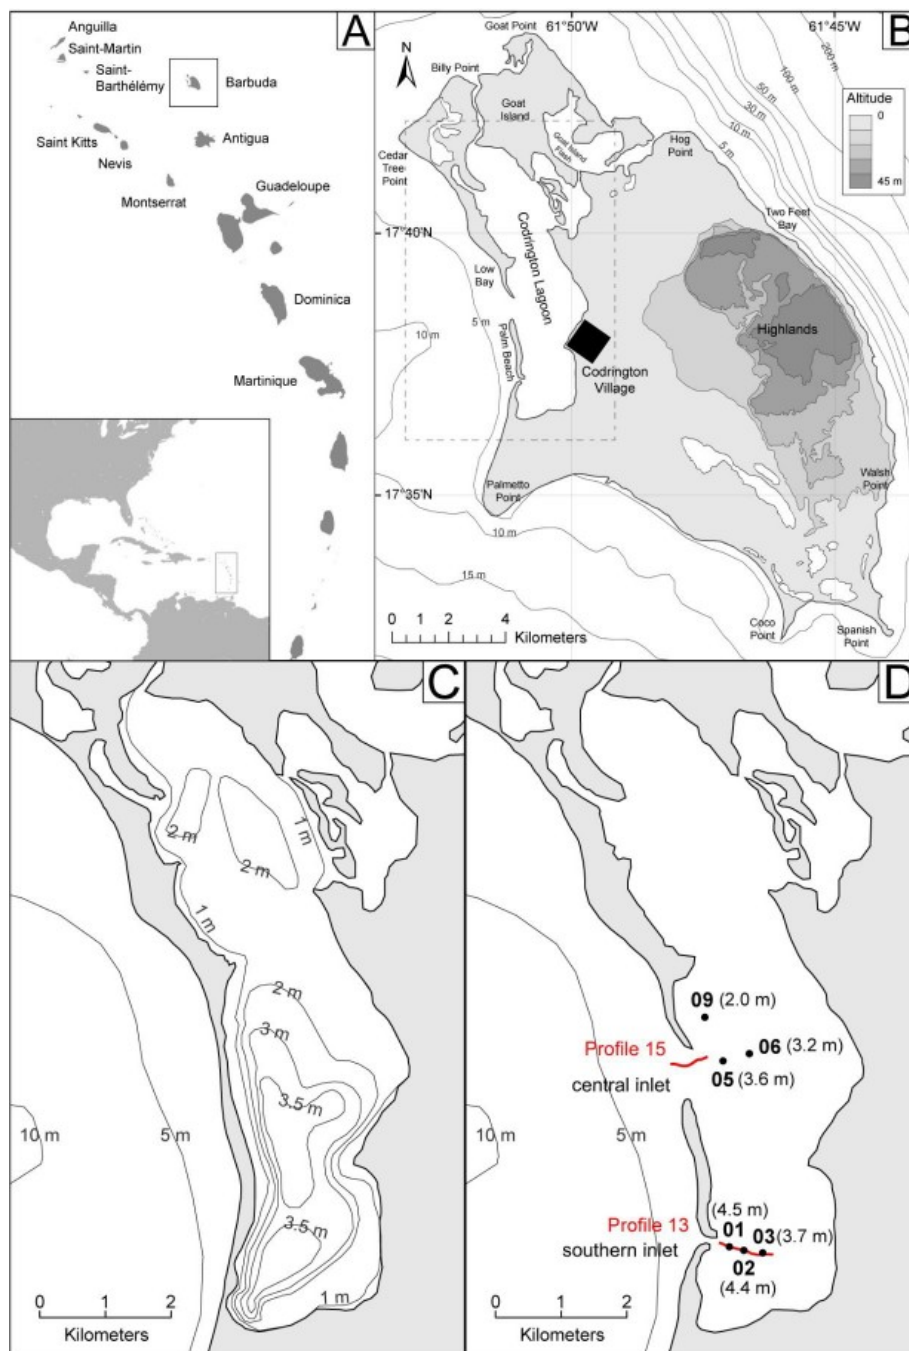 A
Anguilla
Saint-Martin
Saint-
Barthélémy
Barbuda
Saint Kitts
Nevis
Antigua
Montserrat
Guadeloupe
Dominica
Martinique
61°50'W
61°45'W
B
N
Goat Point
Billy Point
Goat
Island
Goat Island
Flash
Cedar
Tree
Point
Hog
Point
200 m
100 m
50 m
30 m
10 m
5 m
Altitude
0
45 m
Two Feet
Bay
17°40'N
Codrington Lagoon
Low
Bay
5 m
10 m
Palm Beach
Highlands
Codrington
Village
Walsh
Point
17°35'N
Palmetto
Point
10 m
15 m
0 2 4
Kilometers
Coco
Point
Spanish
Point
C
2 m
1 m
2 m
1 m
2 m
3 m
3.5 m
10 m
5 m
3.5 m
1 m
0 1 2
Kilometers
D
09 (2.0 m)
Profile 15
06 (3.2 m)
05 (3.6 m)
central inlet
10 m
5 m
(4.5 m)
Profile 13
01
03 (3.7 m)
southern inlet
02
(4.4 m)
0 1 2
Kilometers